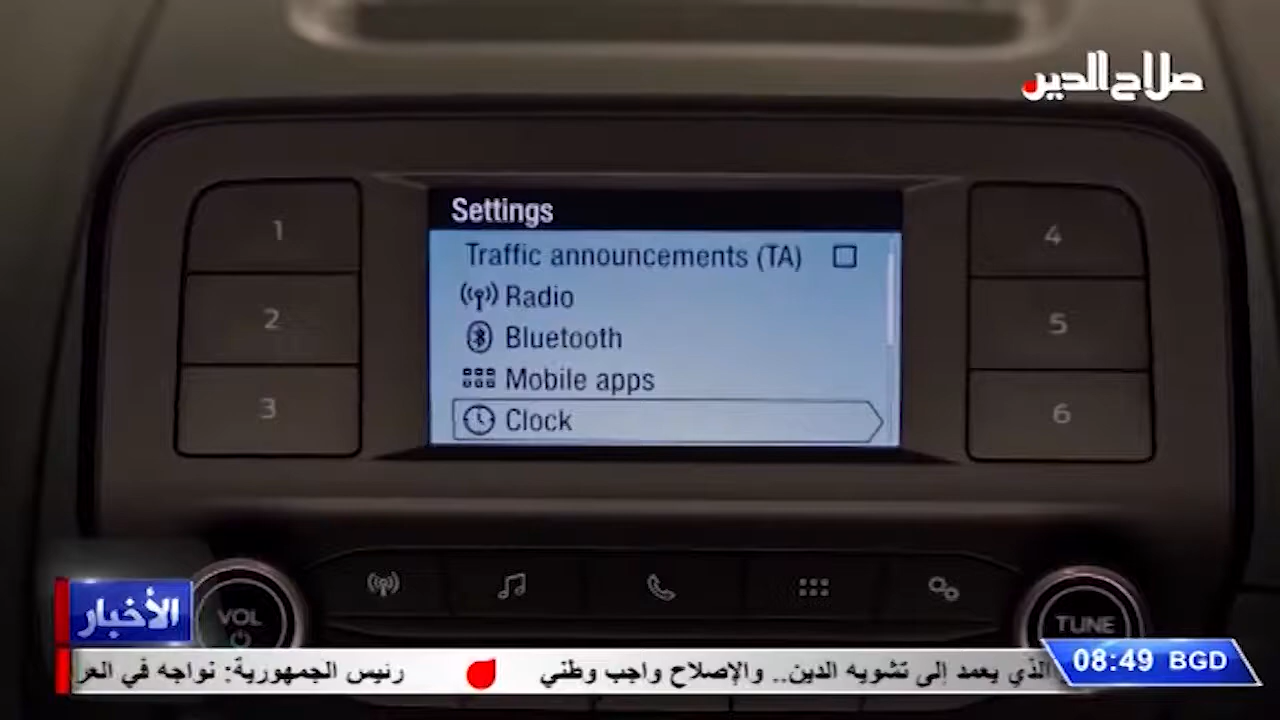 صلاح الدين
Settings
Traffic announcements (TA)
Radio
Bluetooth
Mobile apps
Clock
1
2
3
4
5
6
VOL
TUNE
الأخبار
الذي يعمد إلى تشويه الدين.. والإصلاح واجب وطني
رئيس الجمهورية: نواجه في
08:49 BGD